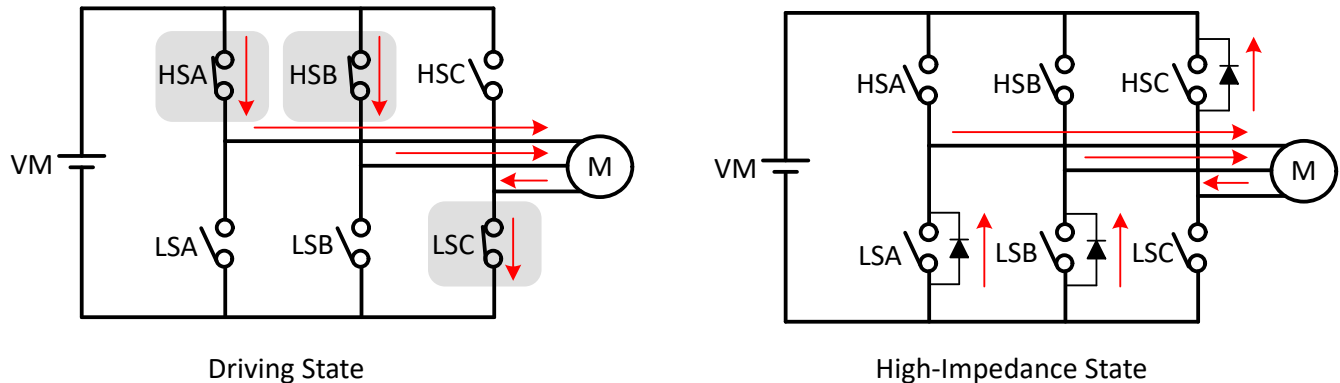 HSA
HSB
HSC
VM
M
LSA
LSB
LSC
Driving State
HSA
HSB
HSC
VM
M
LSA
LSB
LSC
High-Impedance State